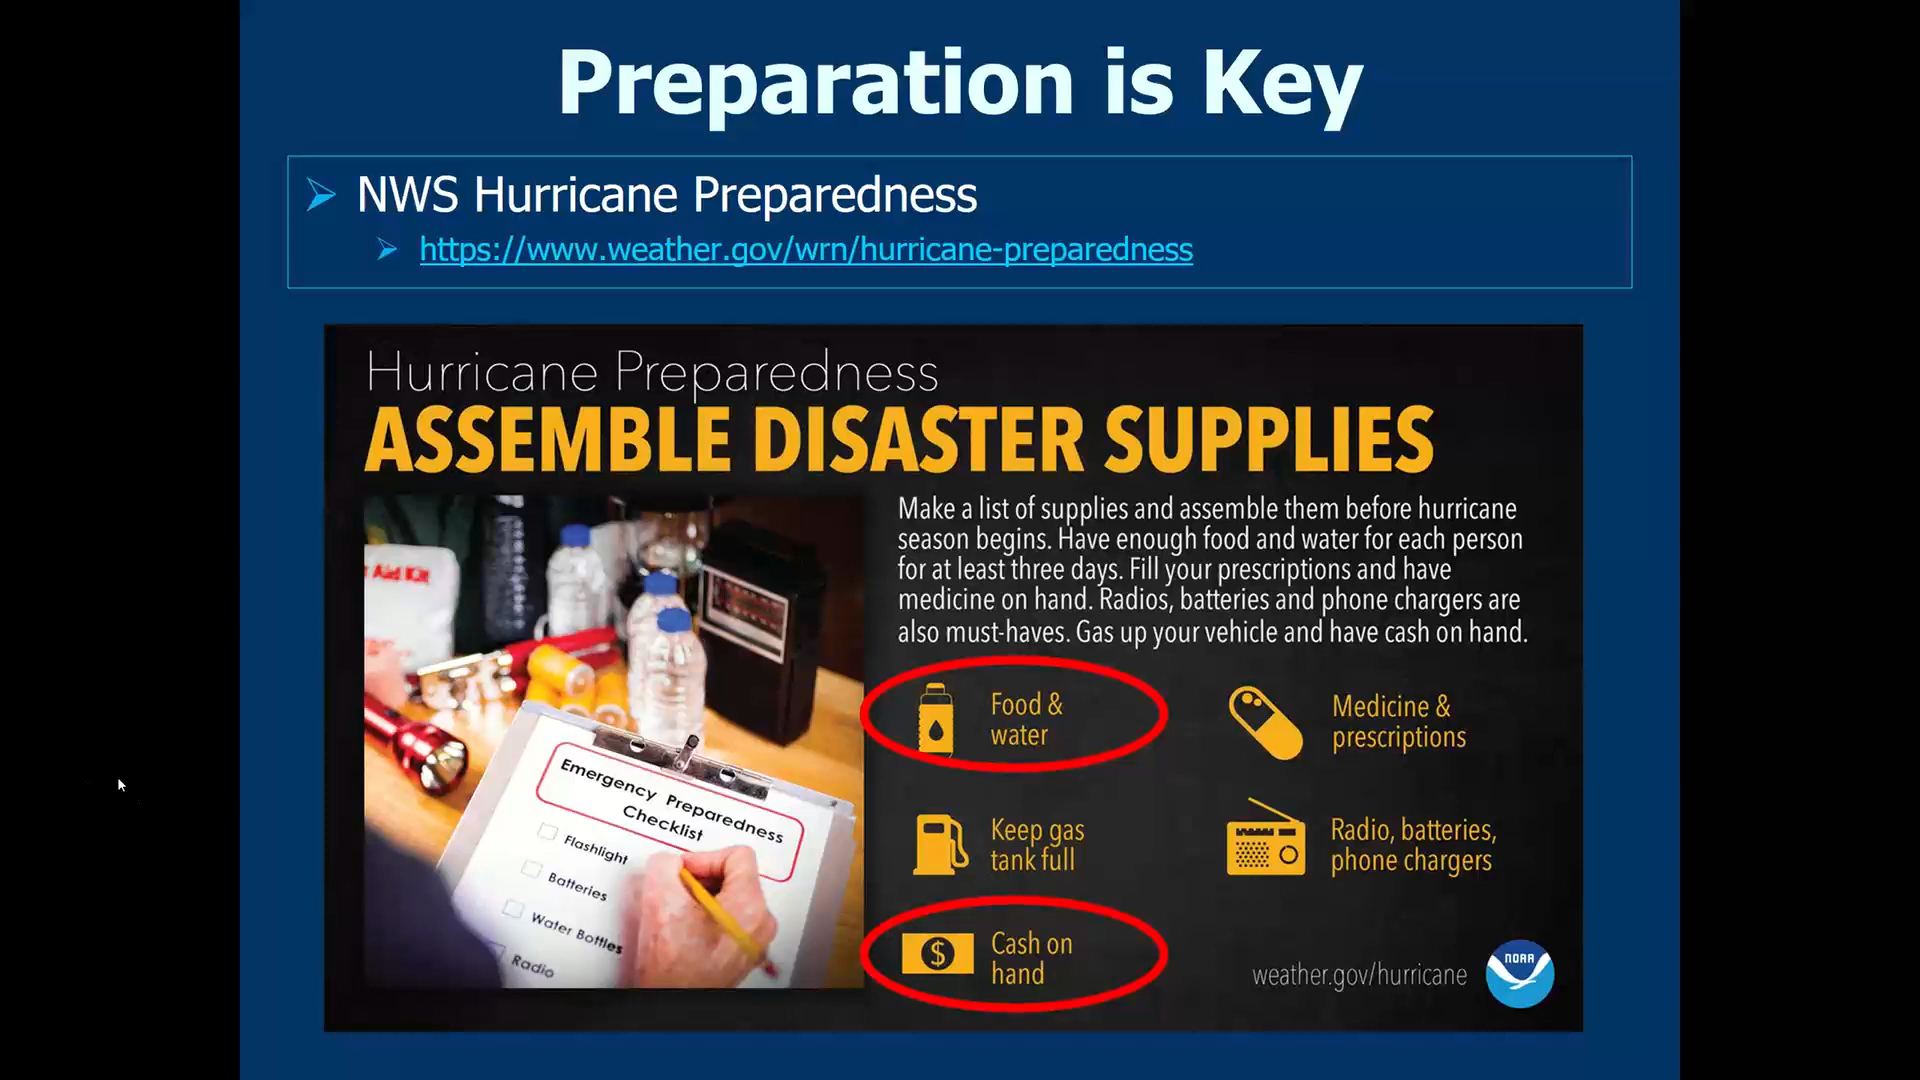 Preparation is Key
NWS Hurricane Preparedness
https://www.weather.gov/wrn/hurricane-preparedness
Hurricane Preparedness
ASSEMBLE DISASTER SUPPLIES
Make a list of supplies and assemble them before hurricane
season begins. Have enough food and water for each person
for at least three days. Fill your prescriptions and have
medicine on hand. Radios, batteries and phone chargers are
also must-haves. Gas up your vehicle and have cash on hand.
Aid Kit
Emergency Preparedness
Checklist
Flashlight
Batteries
Water Bottles
Radio
Food &
water
Medicine &
prescriptions
Keep gas
tank full
Radio, batteries,
phone chargers
$
Cash on
hand
weather.gov/hurricane
NOAA